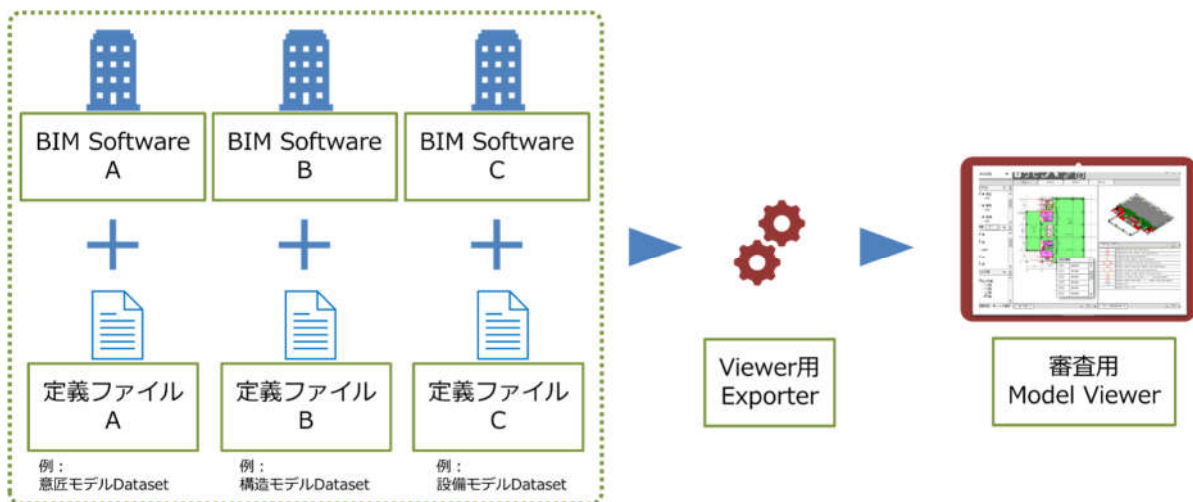 BIM Software
A
BIM Software
B
BIM Software
C
定義ファイル
A
定義ファイル
B
定義ファイル
C
例：
意匠モデルDataset
例：
構造モデルDataset
例：
設備モデルDataset
Viewer用
Exporter
審査用
Model Viewer